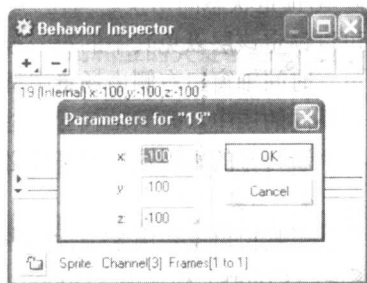 Behavior Inspector
19 (Internal) x:-100,y:-100,z:-100
Parameters for "19"
x: -100
OK
y: 100
Cancel
z: -100
Sprite Channel[3] Frames[1 to 1]